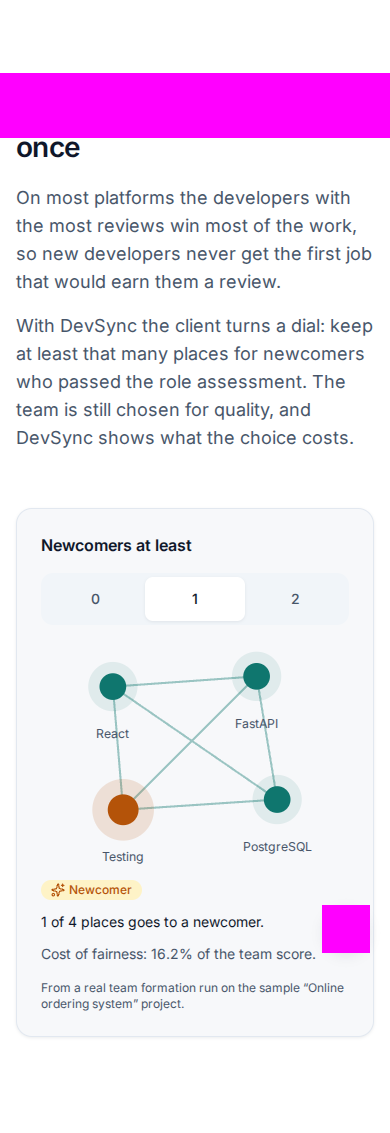 once
On most platforms the developers with
the most reviews win most of the work,
so new developers never get the first job
that would earn them a review.
With DevSync the client turns a dial: keep
at least that many places for newcomers
who passed the role assessment. The
team is still chosen for quality, and
DevSync shows what the choice costs.
Newcomers at least
0 1 2
React
FastAPI
Testing
PostgreSQL
Newcomer
1 of 4 places goes to a newcomer.
Cost of fairness: 16.2% of the team score.
From a real team formation run on the sample "Online
ordering system" project.